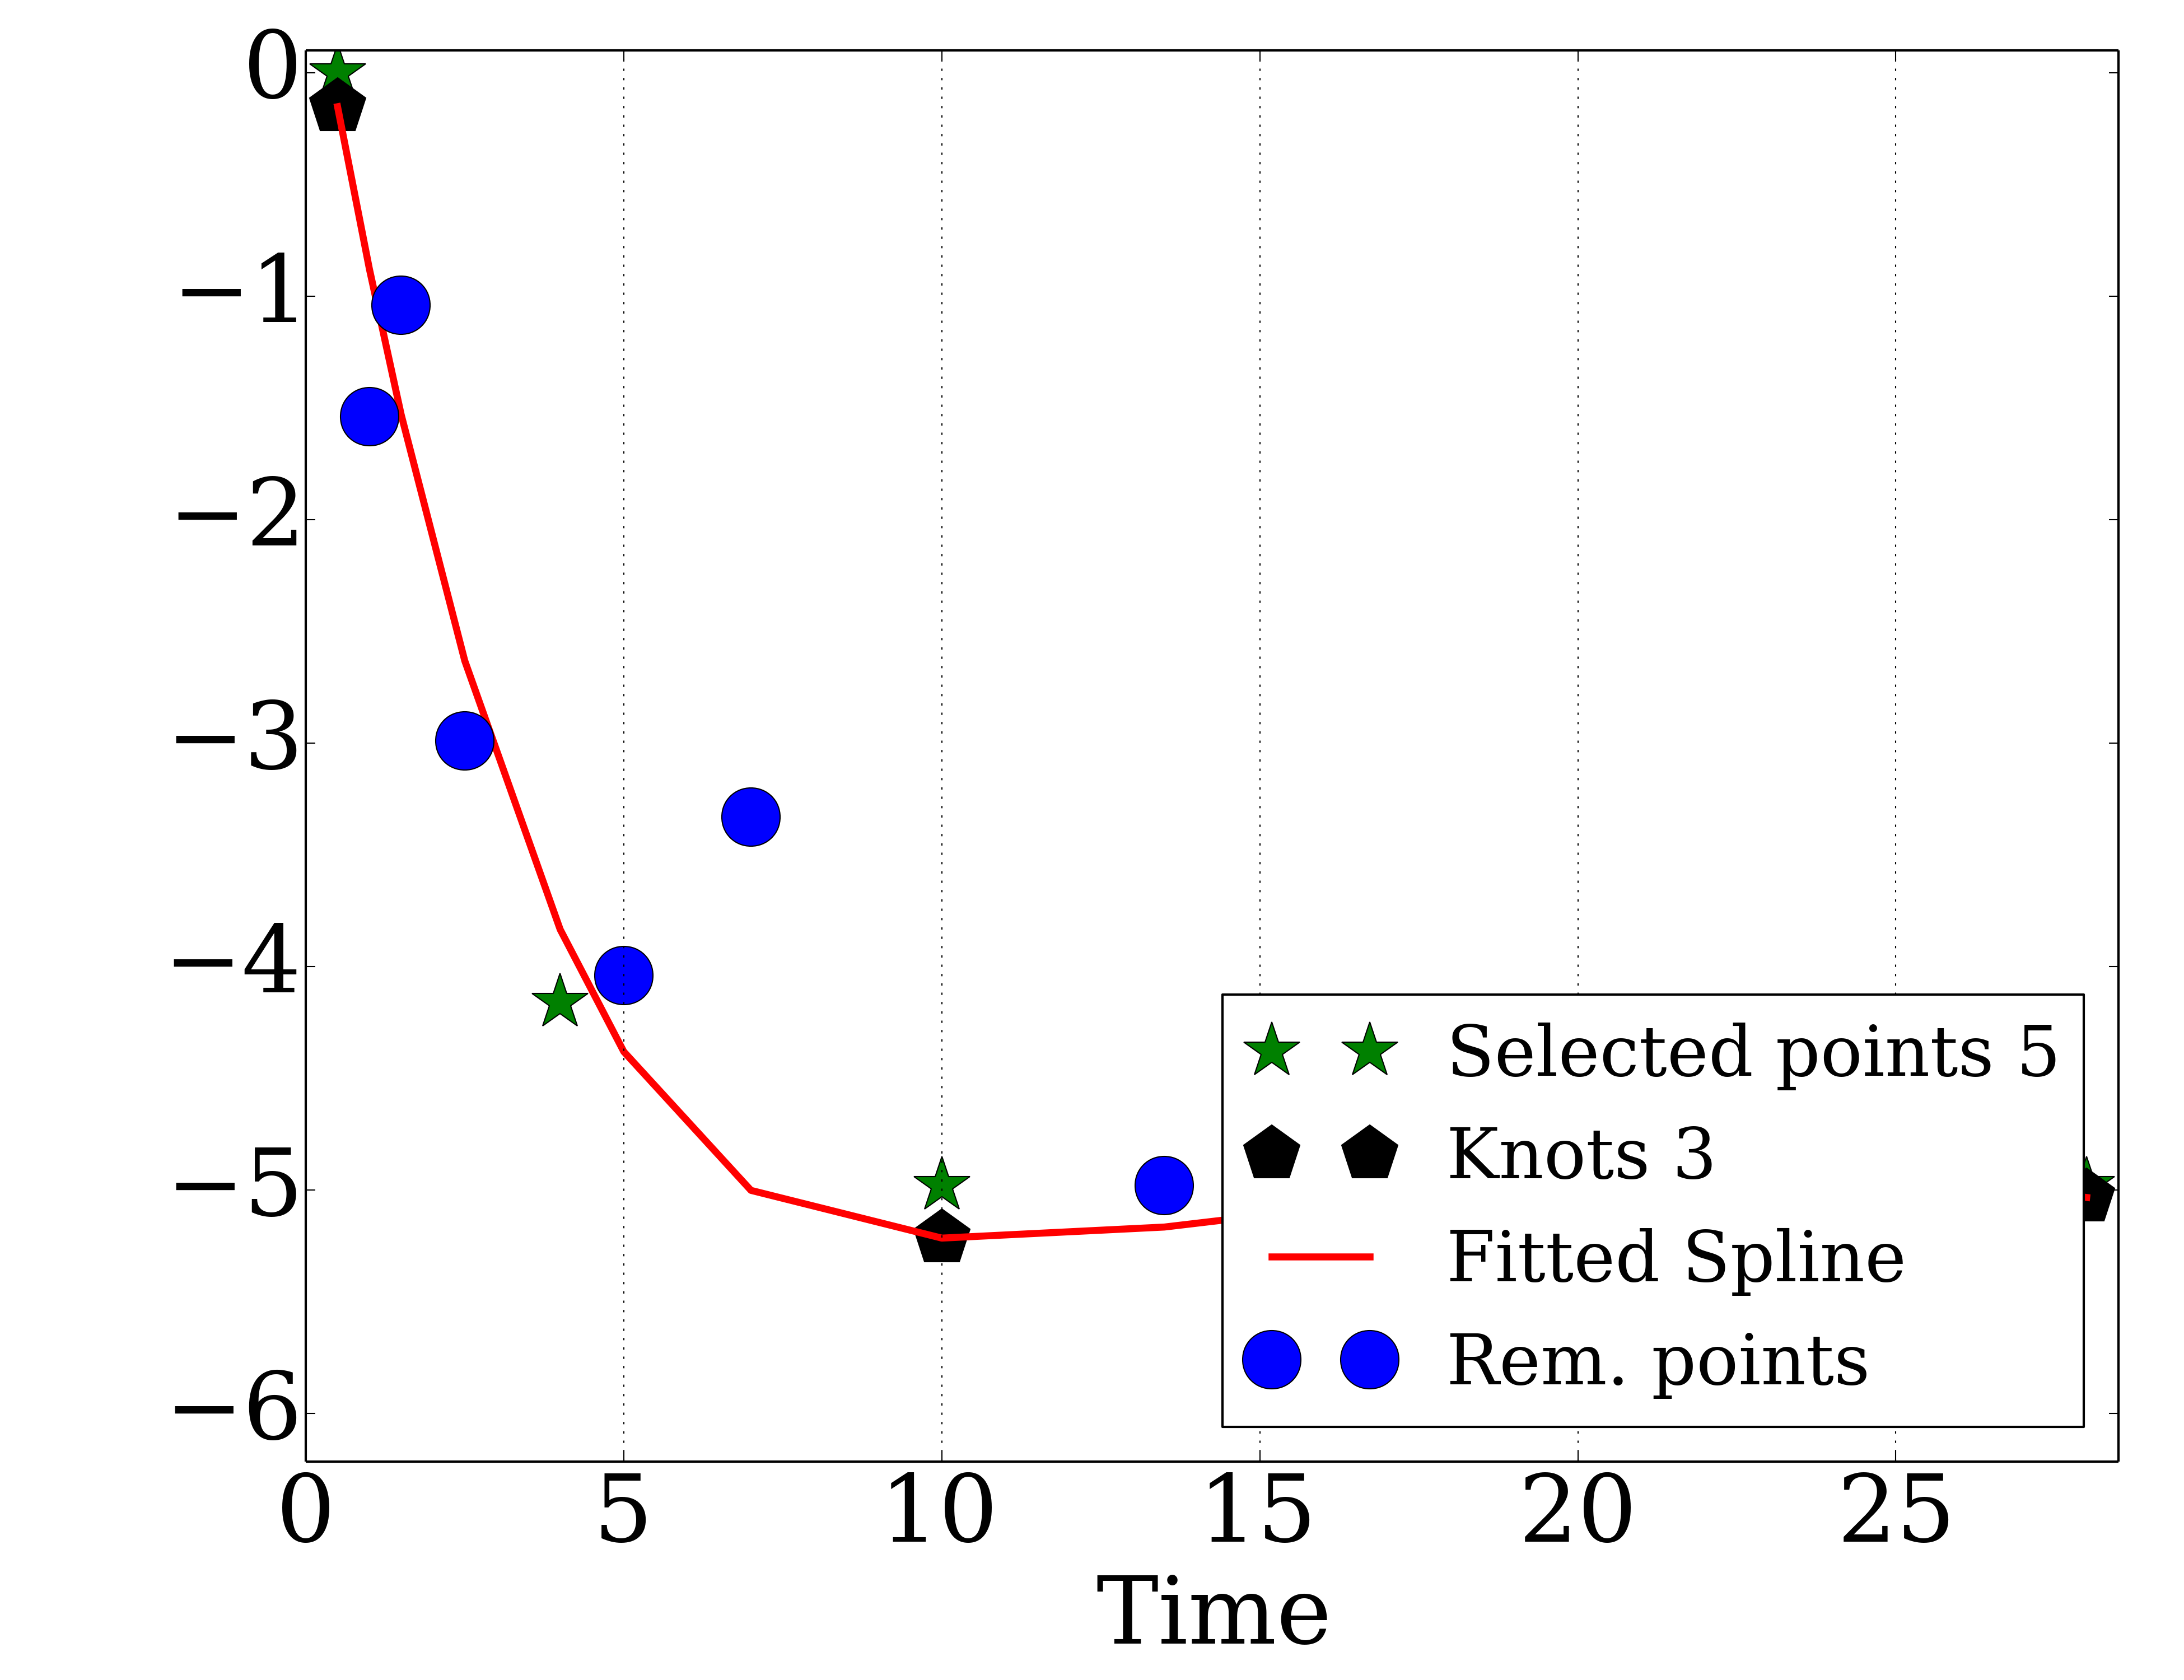 0
−1
−2
−3
−4
−5
−6
Selected points 5
Knots 3
Fitted Spline
Rem. points
0 5 10 15 20 25
Time